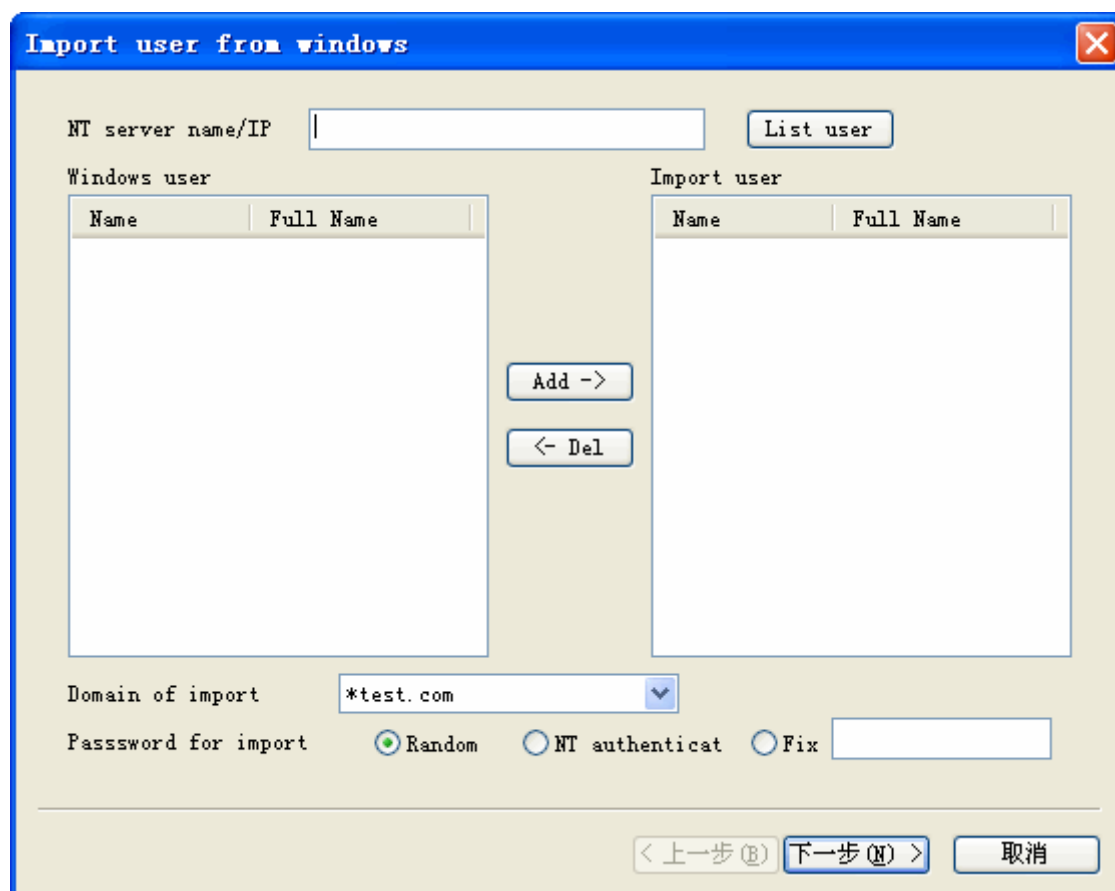 Import user from windows
NT server name/IP List user
Windows user Import user
Name Full Name Name Full Name
Add ->
<- Del
Domain of import *test.com
Passsword for import Random NT authenticat Fix
< 上一步(B) 下一步(N) > 取消